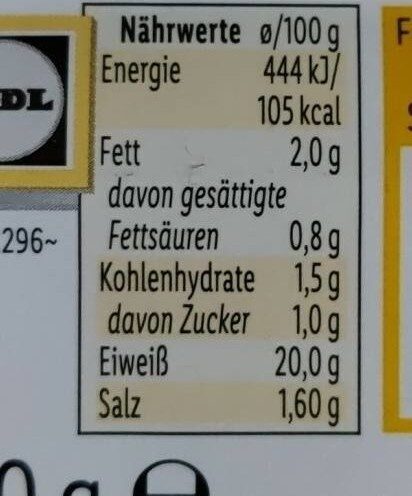 Nährwerte ø/100 g
Energie 444 kJ/
105 kcal
Fett 2,0 g
davon gesättigte
Fettsäuren 0,8 g
Kohlenhydrate 1,5 g
davon Zucker 1,0 g
Eiweiß 20,0 g
Salz 1,60 g
DL
296~
F
0 g e